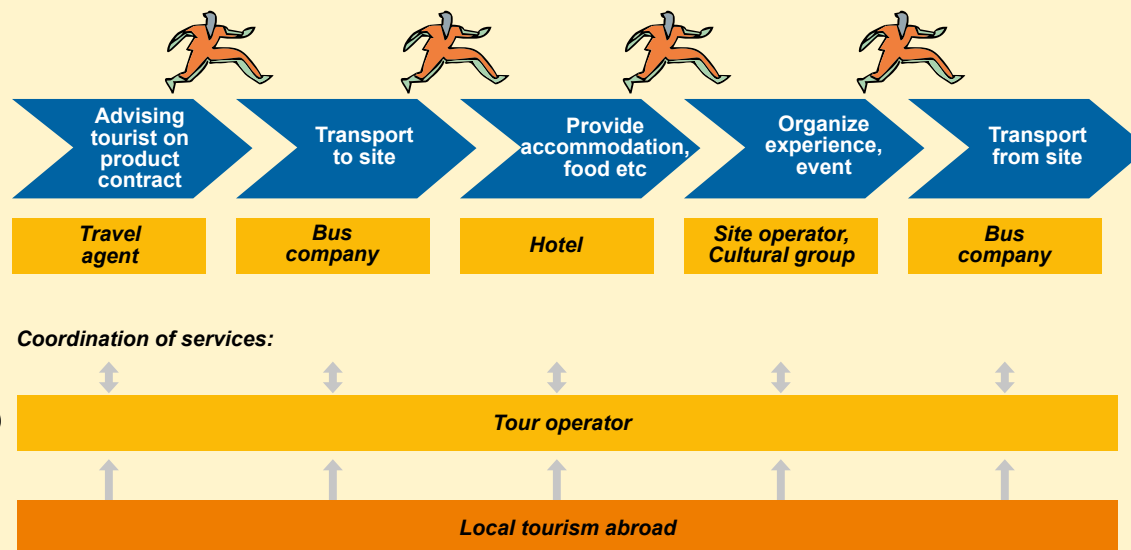 Advising
tourist on
product
contract
Transport
to site
Provide
accommodation,
food etc
Organize
experience,
event
Transport
from site
Travel
agent
Bus
company
Hotel
Site operator,
Cultural group
Bus
company
Coordination of services:
Tour operator
Local tourism abroad